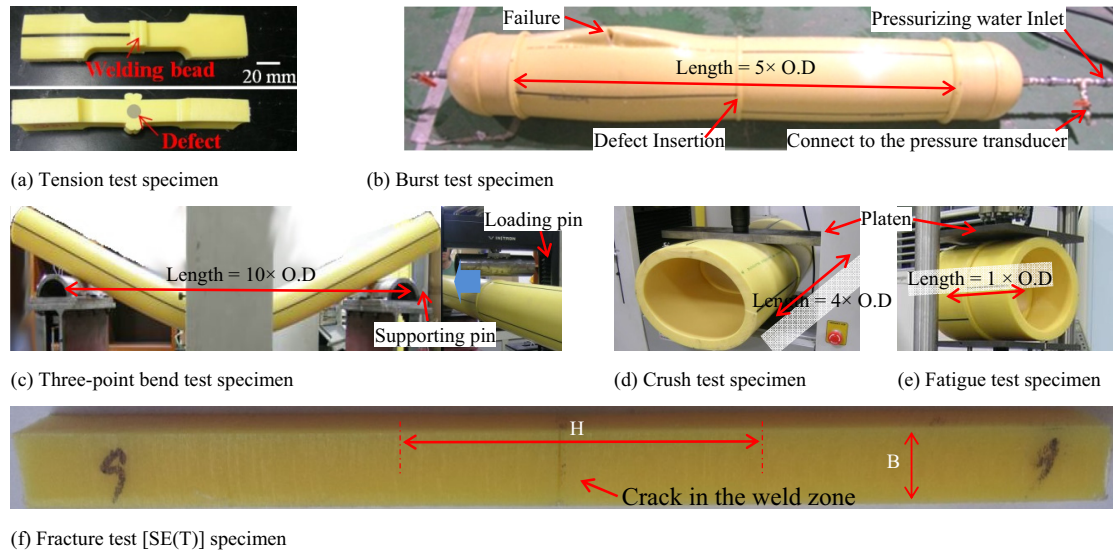 Welding bead
20 mm
Defect
(a) Tension test specimen
Failure
Pressurizing water Inlet
Length = 5× O.D
Defect Insertion
Connect to the pressure transducer
(b) Burst test specimen
Loading pin
Length = 10× O.D
Supporting pin
(c) Three-point bend test specimen
Platen
Length = 4× O.D
(d) Crush test specimen
Length = 1 × O.D
(e) Fatigue test specimen
H
B
Crack in the weld zone
(f) Fracture test [SE(T)] specimen